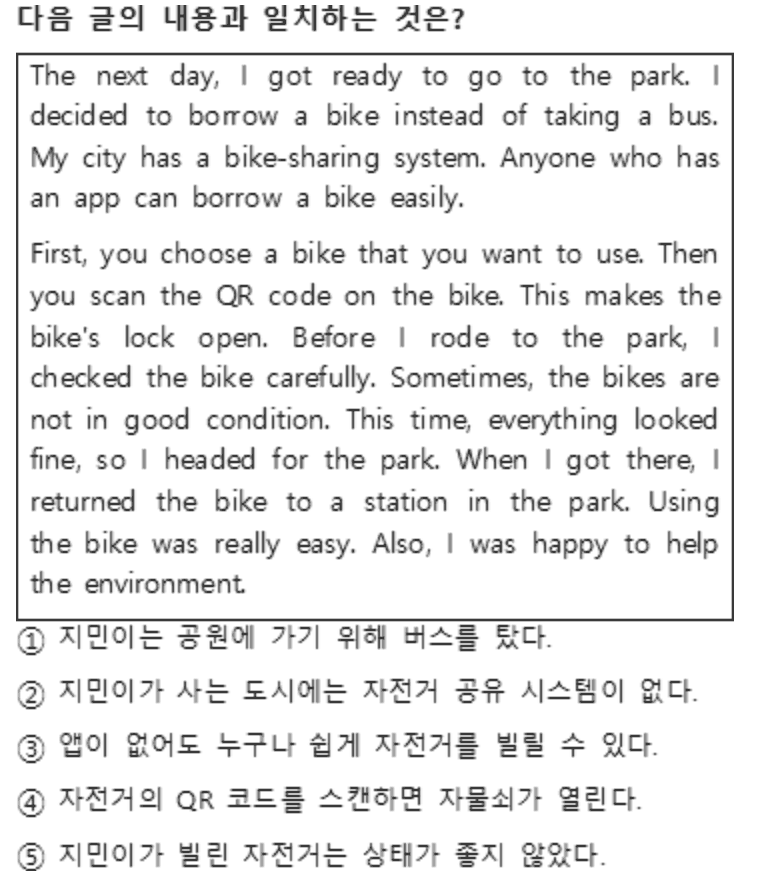 다음 글의 내용과 일치하는 것은?
The next day, I got ready to go to the park. I
decided to borrow a bike instead of taking a bus.
My city has a bike-sharing system. Anyone who has
an app can borrow a bike easily.
First, you choose a bike that you want to use. Then
you scan the QR code on the bike. This makes the
bike's lock open. Before I rode to the park, I
checked the bike carefully. Sometimes, the bikes are
not in good condition. This time, everything looked
fine, so I headed for the park. When I got there, I
returned the bike to a station in the park. Using
the bike was really easy. Also, I was happy to help
the environment.
① 지민이는 공원에 가기 위해 버스를 탔다.
② 지민이가 사는 도시에는 자전거 공유 시스템이 없다.
③ 앱이 없어도 누구나 쉽게 자전거를 빌릴 수 있다.
④ 자전거의 QR 코드를 스캔하면 자물쇠가 열린다.
⑤ 지민이가 빌린 자전거는 상태가 좋지 않았다.